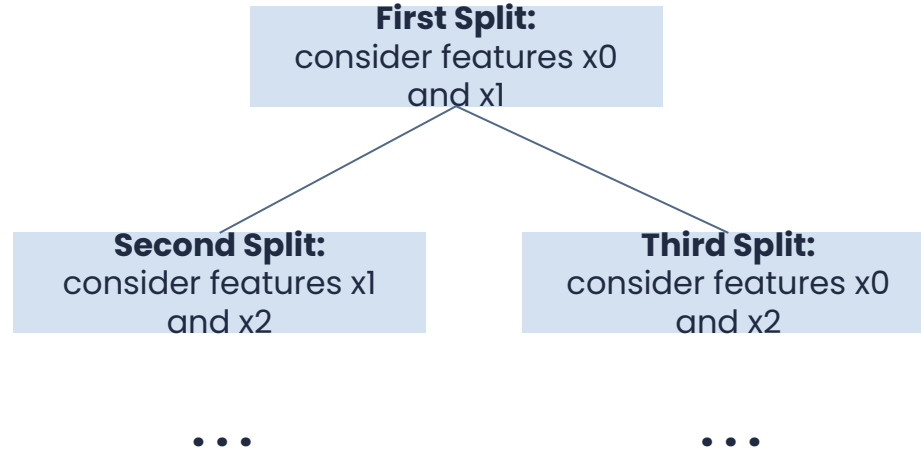 First Split:
consider features x0
and x1
Second Split:
consider features x1
and x2
Third Split:
consider features x0
and x2
...
...